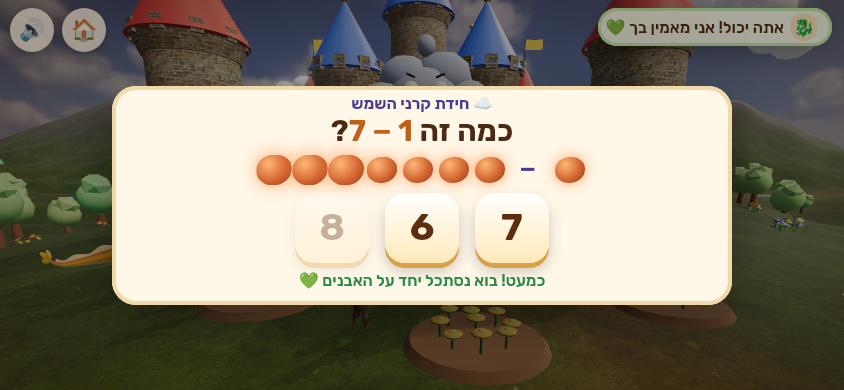 אתה יכול! אני מאמין בך 💚
☁️ חידת קרני השמש
כמה זה 7 – 1?
–
7 6 8
כמעט! בוא נסתכל יחד על האבנים 💚